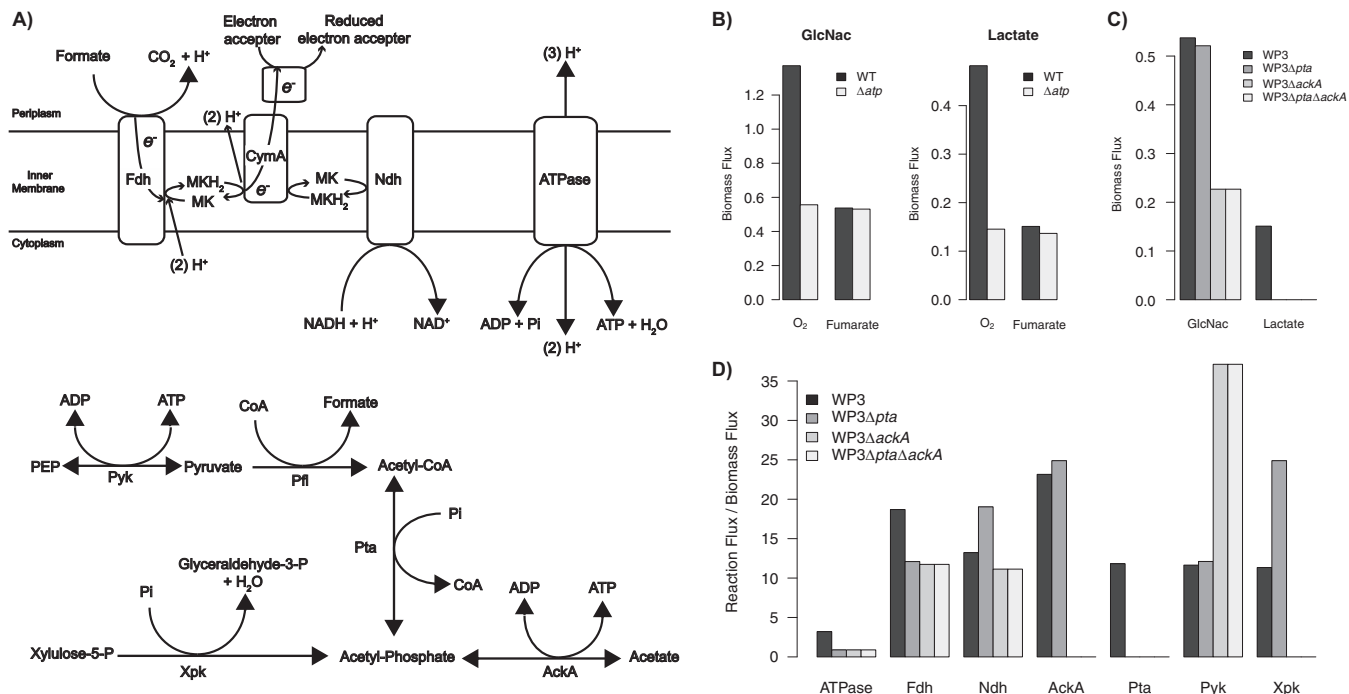 A)
Electron
accepter
Reduced
electron accepter
Formate
CO2 + H+
(3) H+
e-
Periplasm
(2) H+
e-
CymA
Inner
Membrane
Fdh
MKH2
MK
e-
MK
MKH2
Ndh
ATPase
Cytoplasm
(2) H+
NADH + H+
NAD+
ADP + Pi
ATP + H2O
(2) H+
ADP
ATP
CoA
Formate
PEP
Pyk
Pyruvate
Pfl
Acetyl-CoA
Pta
Pi
CoA
Glyceraldehyde-3-P
+ H2O
Pi
ADP
ATP
Xylulose-5-P
Xpk
Acetyl-Phosphate
AckA
Acetate
B)
GlcNac
Biomass Flux
1.2
1.0
0.8
0.6
0.4
0.2
0.0
WT
Δatp
O2
Fumarate
Lactate
Biomass Flux
0.4
0.3
0.2
0.1
0.0
WT
Δatp
O2
Fumarate
C)
Biomass Flux
0.5
0.4
0.3
0.2
0.1
0.0
WP3
WP3Δpta
WP3ΔackA
WP3ΔptaΔackA
GlcNac
Lactate
D)
Reaction Flux / Biomass Flux
35
30
25
20
15
10
5
0
WP3
WP3Δpta
WP3ΔackA
WP3ΔptaΔackA
ATPase
Fdh
Ndh
AckA
Pta
Pyk
Xpk